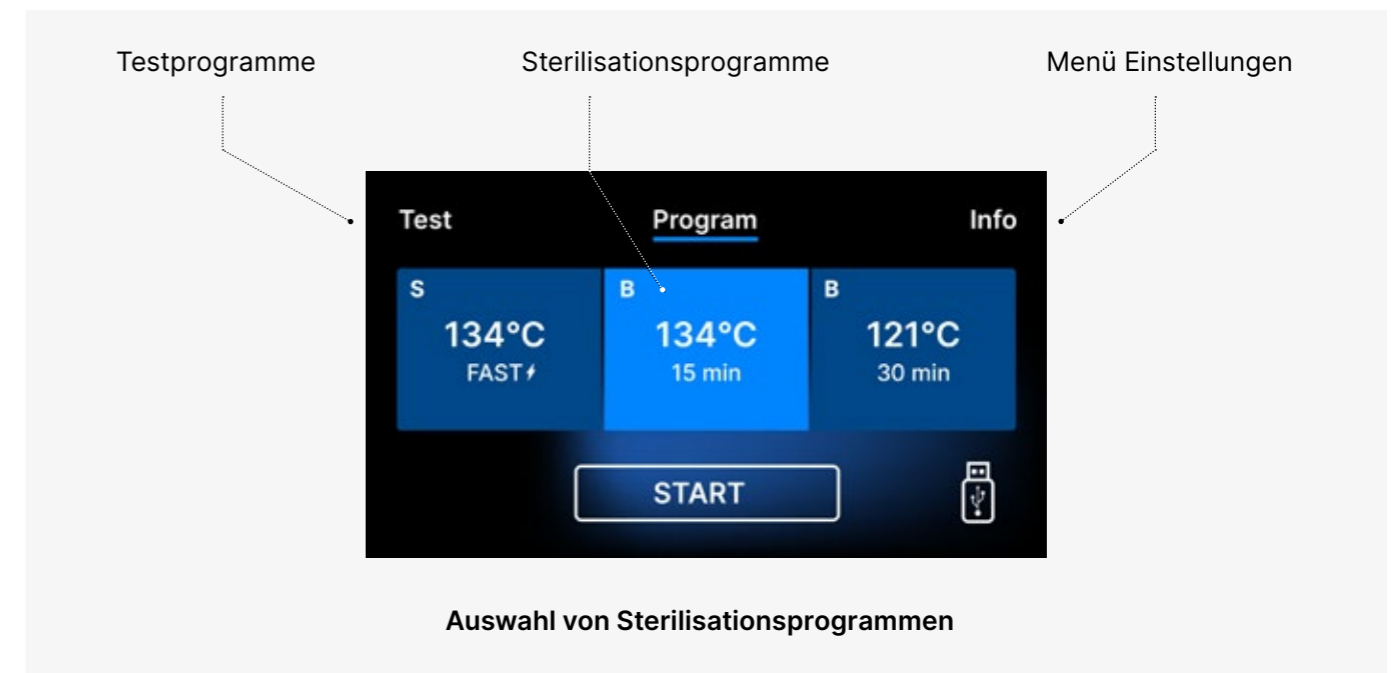 Testprogramme
Sterilisationsprogramme
Menü Einstellungen
Test
Program
Info
S
134°C
FAST
B
134°C
15 min
B
121°C
30 min
START
Auswahl von Sterilisationsprogrammen